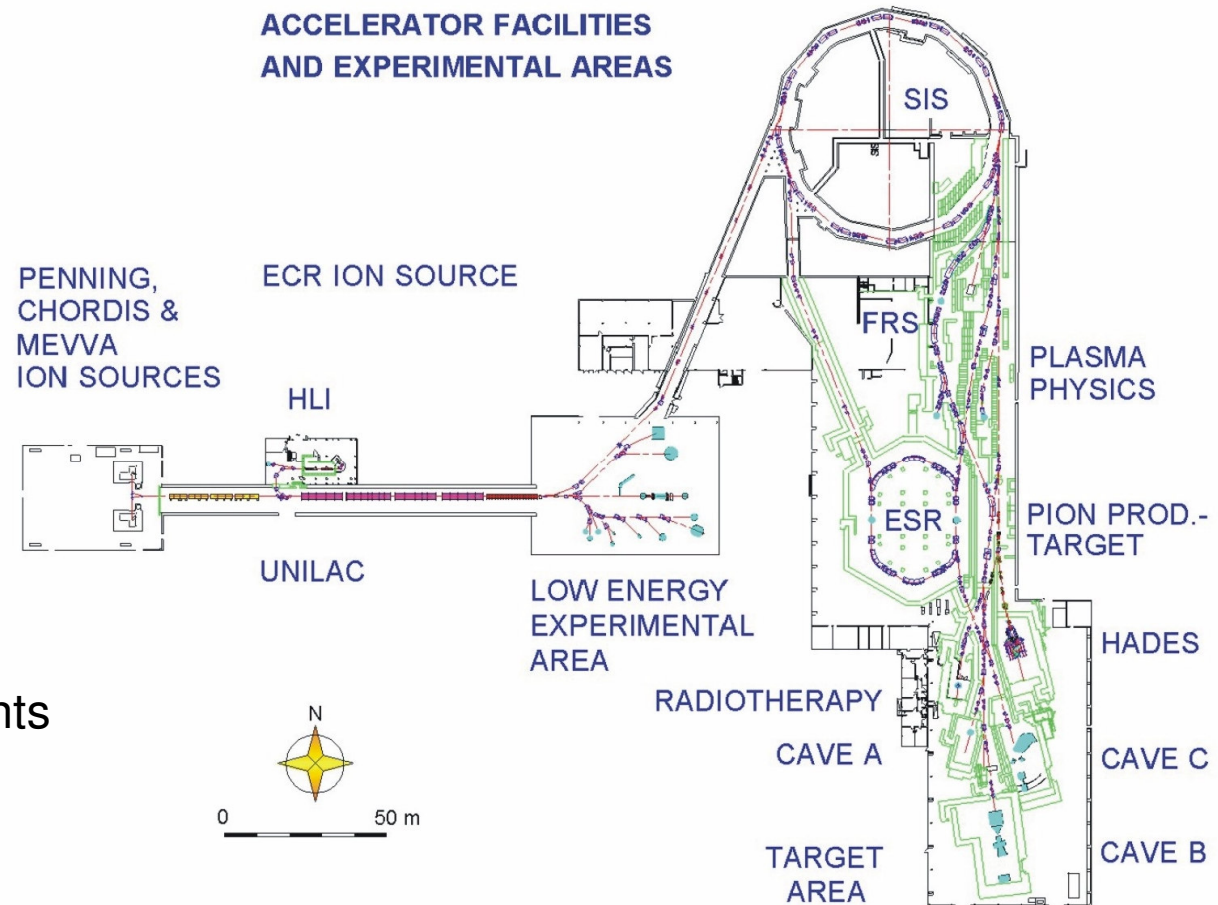 ACCELERATOR FACILITIES
AND EXPERIMENTAL AREAS
SIS
SIS
PENNING,
CHORDIS &
MEVVA
ION SOURCES
ECR ION SOURCE
HLI
FRS
PLASMA
PHYSICS
ESR
PION PROD.-
TARGET
UNILAC
LOW ENERGY
EXPERIMENTAL
AREA
HADES
RADIOTHERAPY
nts
N
CAVE A
CAVE C
0 50 m
TARGET
AREA
CAVE B